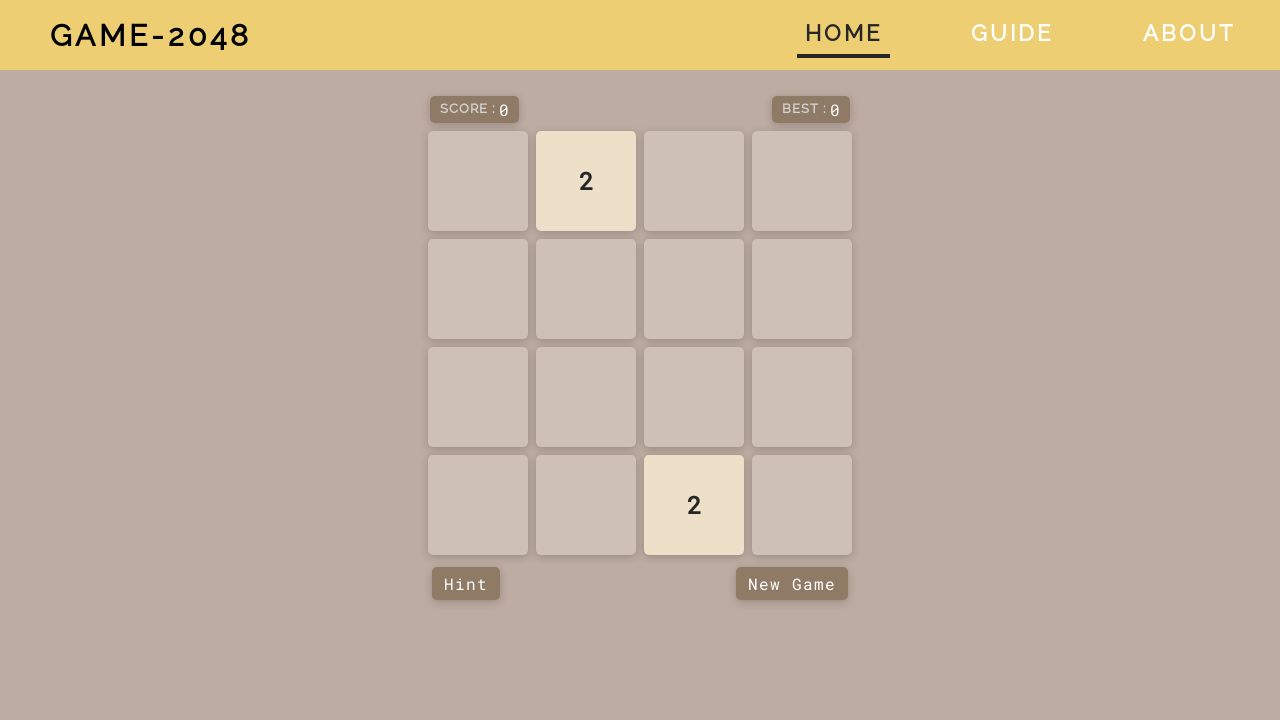 GAME-2048
HOME GUIDE ABOUT
SCORE : 0
BEST : 0
2
2
Hint
New Game